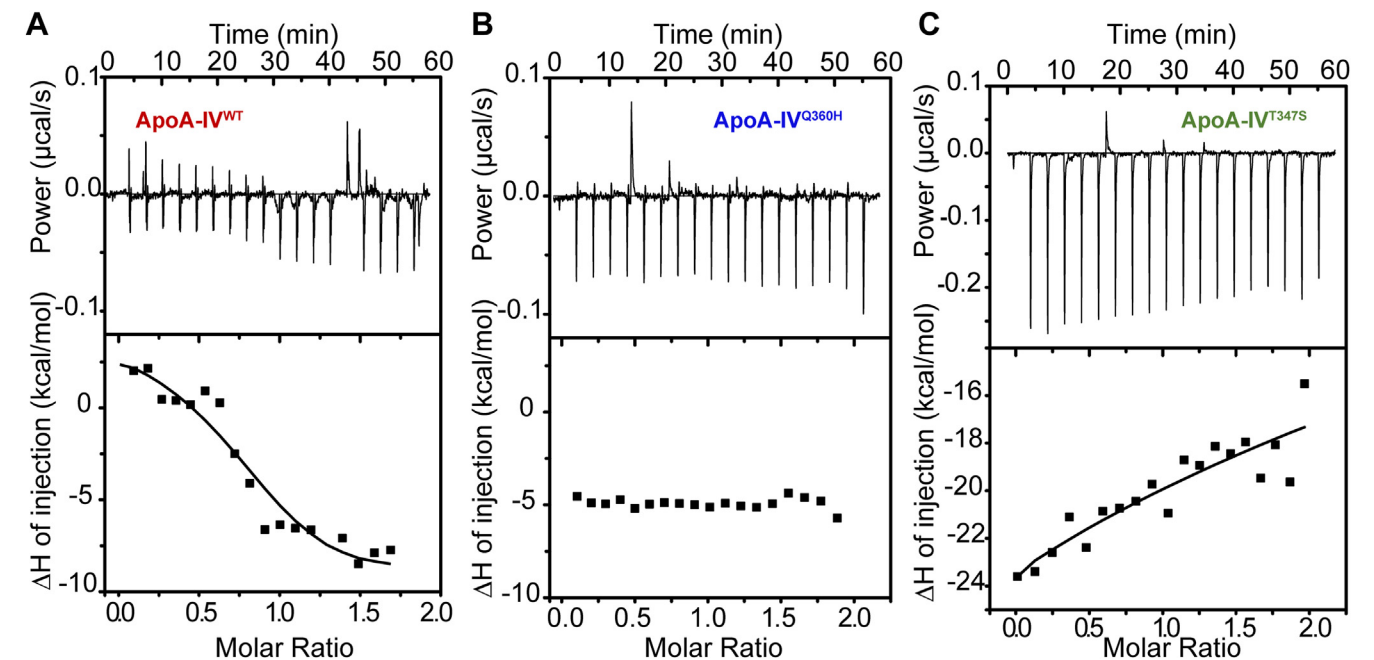 A
Time (min)
0 10 20 30 40 50 60
0.1
0.0
-0.1
Power (µcal/s)
ApoA-IV^WT
0
-5
-10
ΔH of injection (kcal/mol)
0.0 0.5 1.0 1.5 2.0
Molar Ratio
B
Time (min)
0 10 20 30 40 50 60
0.1
0.0
-0.1
Power (µcal/s)
ApoA-IV^Q360H
0
-5
-10
ΔH of injection (kcal/mol)
0.0 0.5 1.0 1.5 2.0
Molar Ratio
C
Time (min)
0 10 20 30 40 50 60
0.1
0.0
-0.1
-0.2
Power (µcal/s)
ApoA-IV^T347S
-16
-18
-20
-22
-24
ΔH of injection (kcal/mol)
0.0 0.5 1.0 1.5 2.0
Molar Ratio